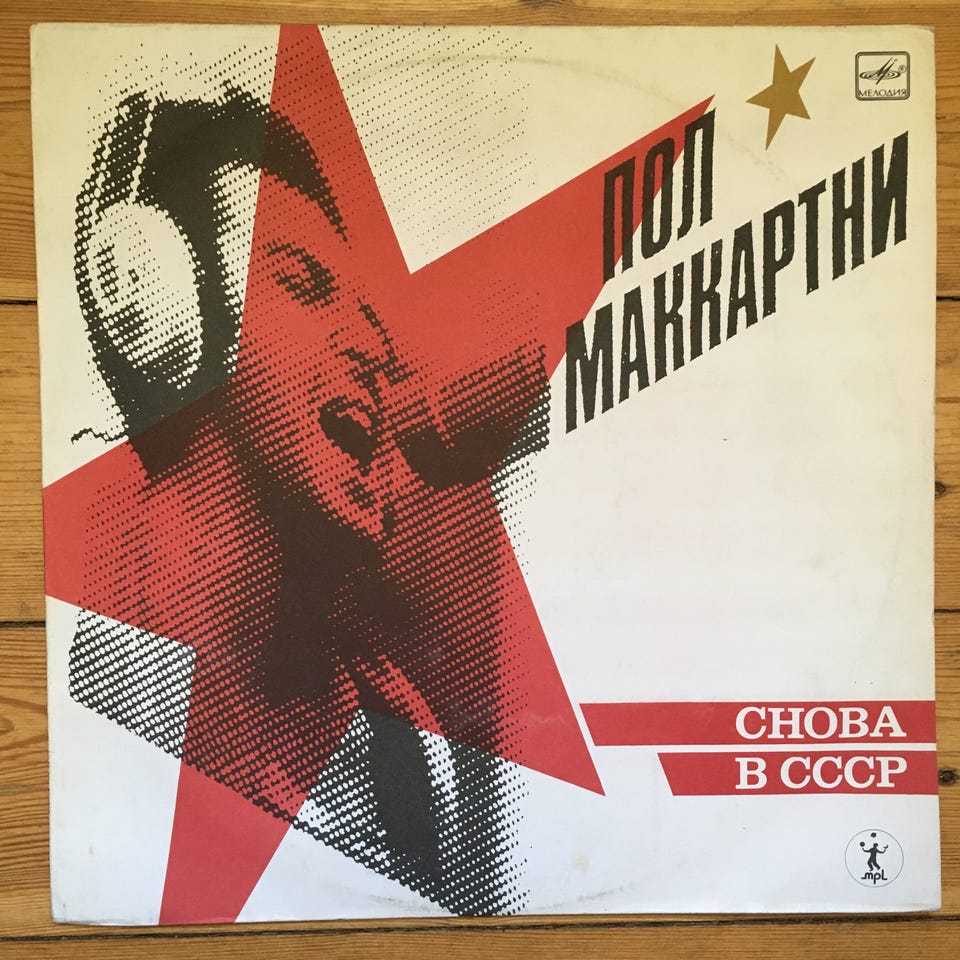 МЕЛОДИЯ
ПОЛ
МАККАРТНИ
СНОВА
В СССР
mpL